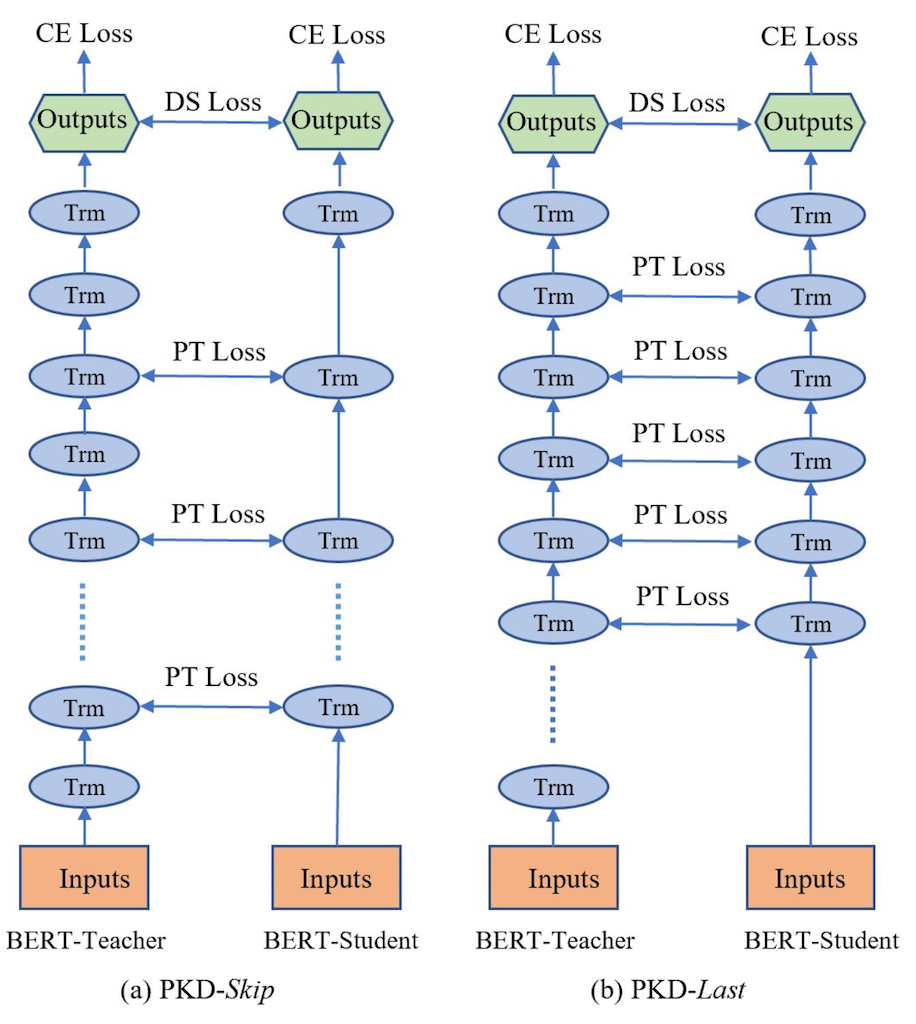 CE Loss CE Loss CE Loss CE Loss
Outputs DS Loss Outputs Outputs DS Loss Outputs
Trm Trm Trm Trm
Trm Trm PT Loss Trm
Trm PT Loss Trm Trm PT Loss Trm
Trm Trm PT Loss Trm
Trm PT Loss Trm Trm PT Loss Trm
Trm PT Loss Trm
Trm PT Loss Trm
Trm Trm
Inputs Inputs Inputs Inputs
BERT-Teacher BERT-Student BERT-Teacher BERT-Student
(a) PKD-Skip (b) PKD-Last